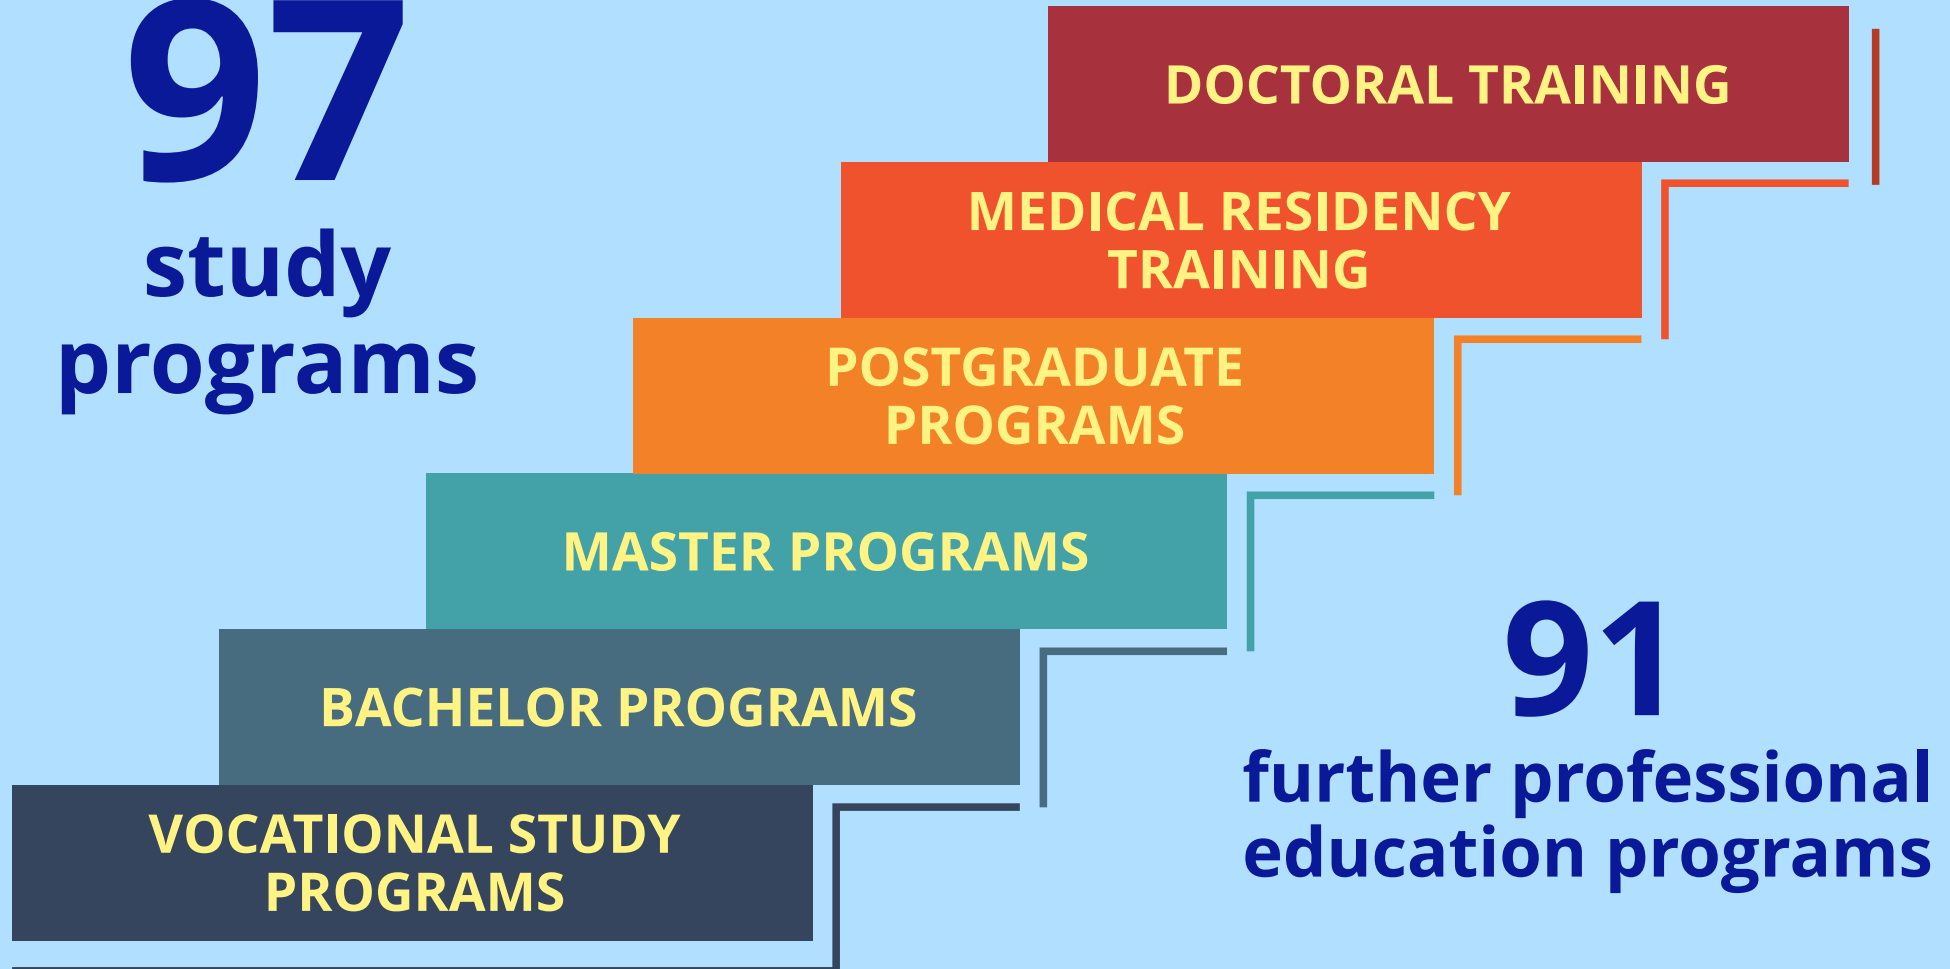 97
study
programs
DOCTORAL TRAINING
MEDICAL RESIDENCY
TRAINING
POSTGRADUATE
PROGRAMS
MASTER PROGRAMS
BACHELOR PROGRAMS
VOCATIONAL STUDY
PROGRAMS
91
further professional
education programs